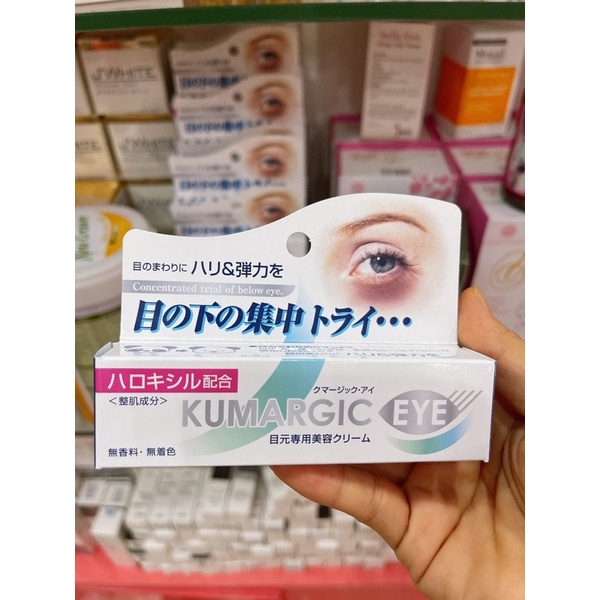 目のまわりに ハリ&弾力を
Concentrated trial of below eye.
目の下の集中トライ・・・
ハロキシル配合
<整肌成分>
無香料・無着色
クマージック・アイ
KUMARGIC EYE
目元専用美容クリーム
WHITE
WHITE